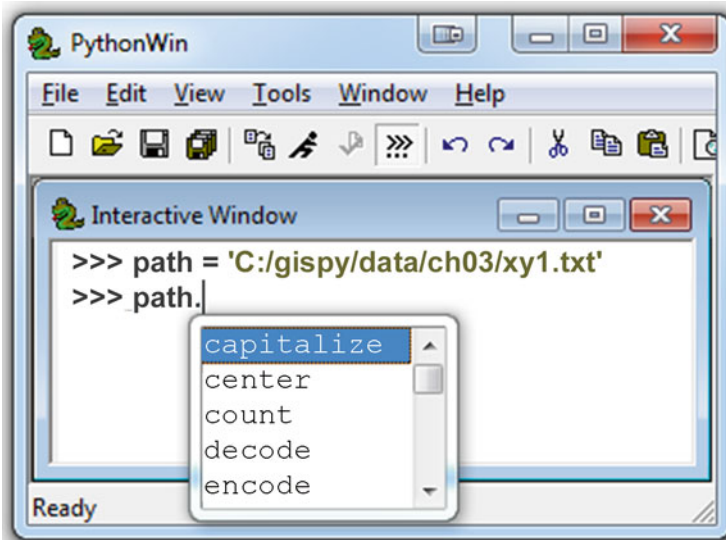 PythonWin
File Edit View Tools Window Help
Interactive Window
>>> path = 'C:/gispy/data/ch03/xy1.txt'
>>> path.
capitalize
center
count
decode
encode
Ready